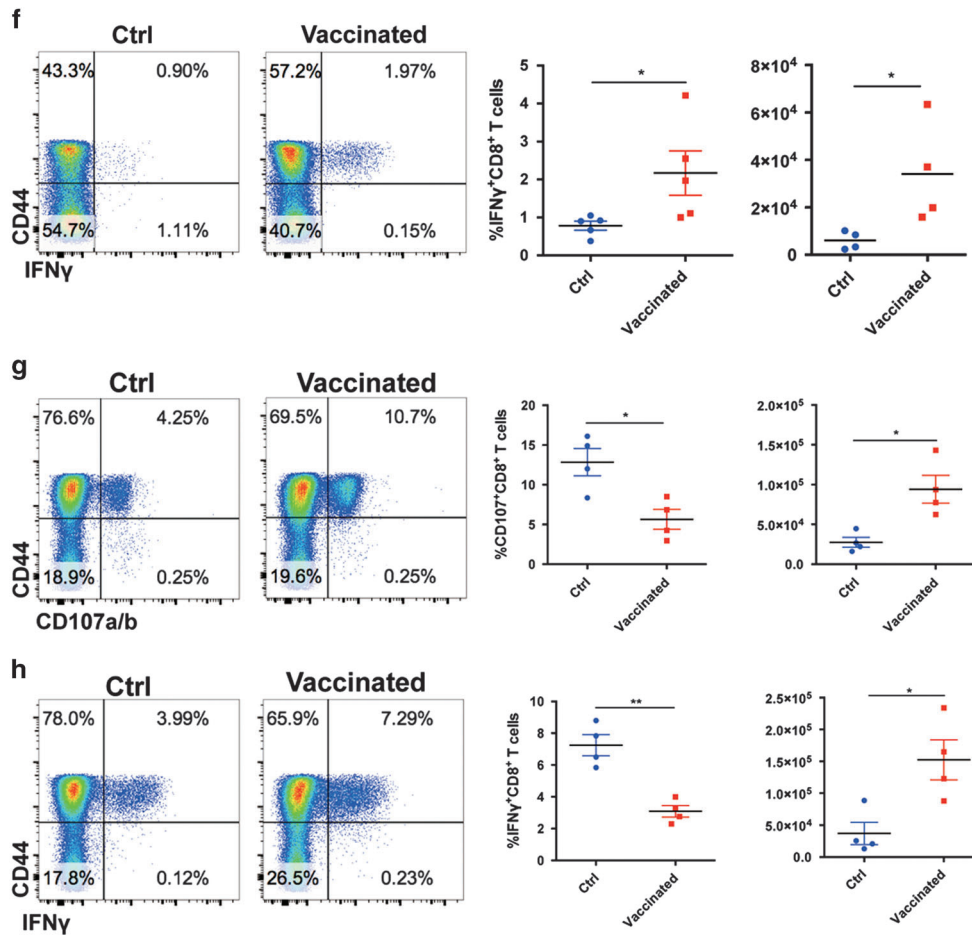 f
Ctrl
Vaccinated
43.3% 0.90%
54.7% 1.11%
57.2% 1.97%
40.7% 0.15%
CD44
IFNγ
%IFNγ⁺CD8⁺ T cells
5
4
3
2
1
0
Ctrl
Vaccinated
*
8×10⁴
6×10⁴
4×10⁴
2×10⁴
0
Ctrl
Vaccinated
*
g
Ctrl
Vaccinated
76.6% 4.25%
18.9% 0.25%
69.5% 10.7%
19.6% 0.25%
CD44
CD107a/b
%CD107⁺CD8⁺ T cells
20
15
10
5
0
Ctrl
Vaccinated
*
2.0×10⁵
1.5×10⁵
1.0×10⁵
5.0×10⁴
0.0
Ctrl
Vaccinated
*
h
Ctrl
Vaccinated
78.0% 3.99%
17.8% 0.12%
65.9% 7.29%
26.5% 0.23%
CD44
IFNγ
%IFNγ⁺CD8⁺ T cells
10
8
6
4
2
0
Ctrl
Vaccinated
**
2.5×10⁵
2.0×10⁵
1.5×10⁵
1.0×10⁵
5.0×10⁴
0.0
Ctrl
Vaccinated
*